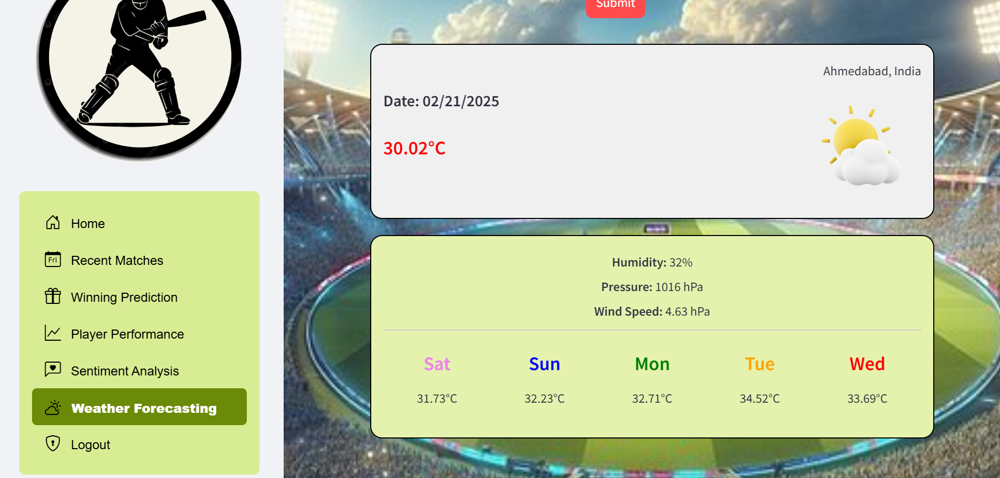 Home
Fri
Recent Matches
Winning Prediction
Player Performance
Sentiment Analysis
Weather Forecasting
Logout
Submit
Ahmedabad, India
Date: 02/21/2025
30.02°C
Humidity: 32%
Pressure: 1016 hPa
Wind Speed: 4.63 hPa
Sat Sun Mon Tue Wed
31.73°C 32.23°C 32.71°C 34.52°C 33.69°C